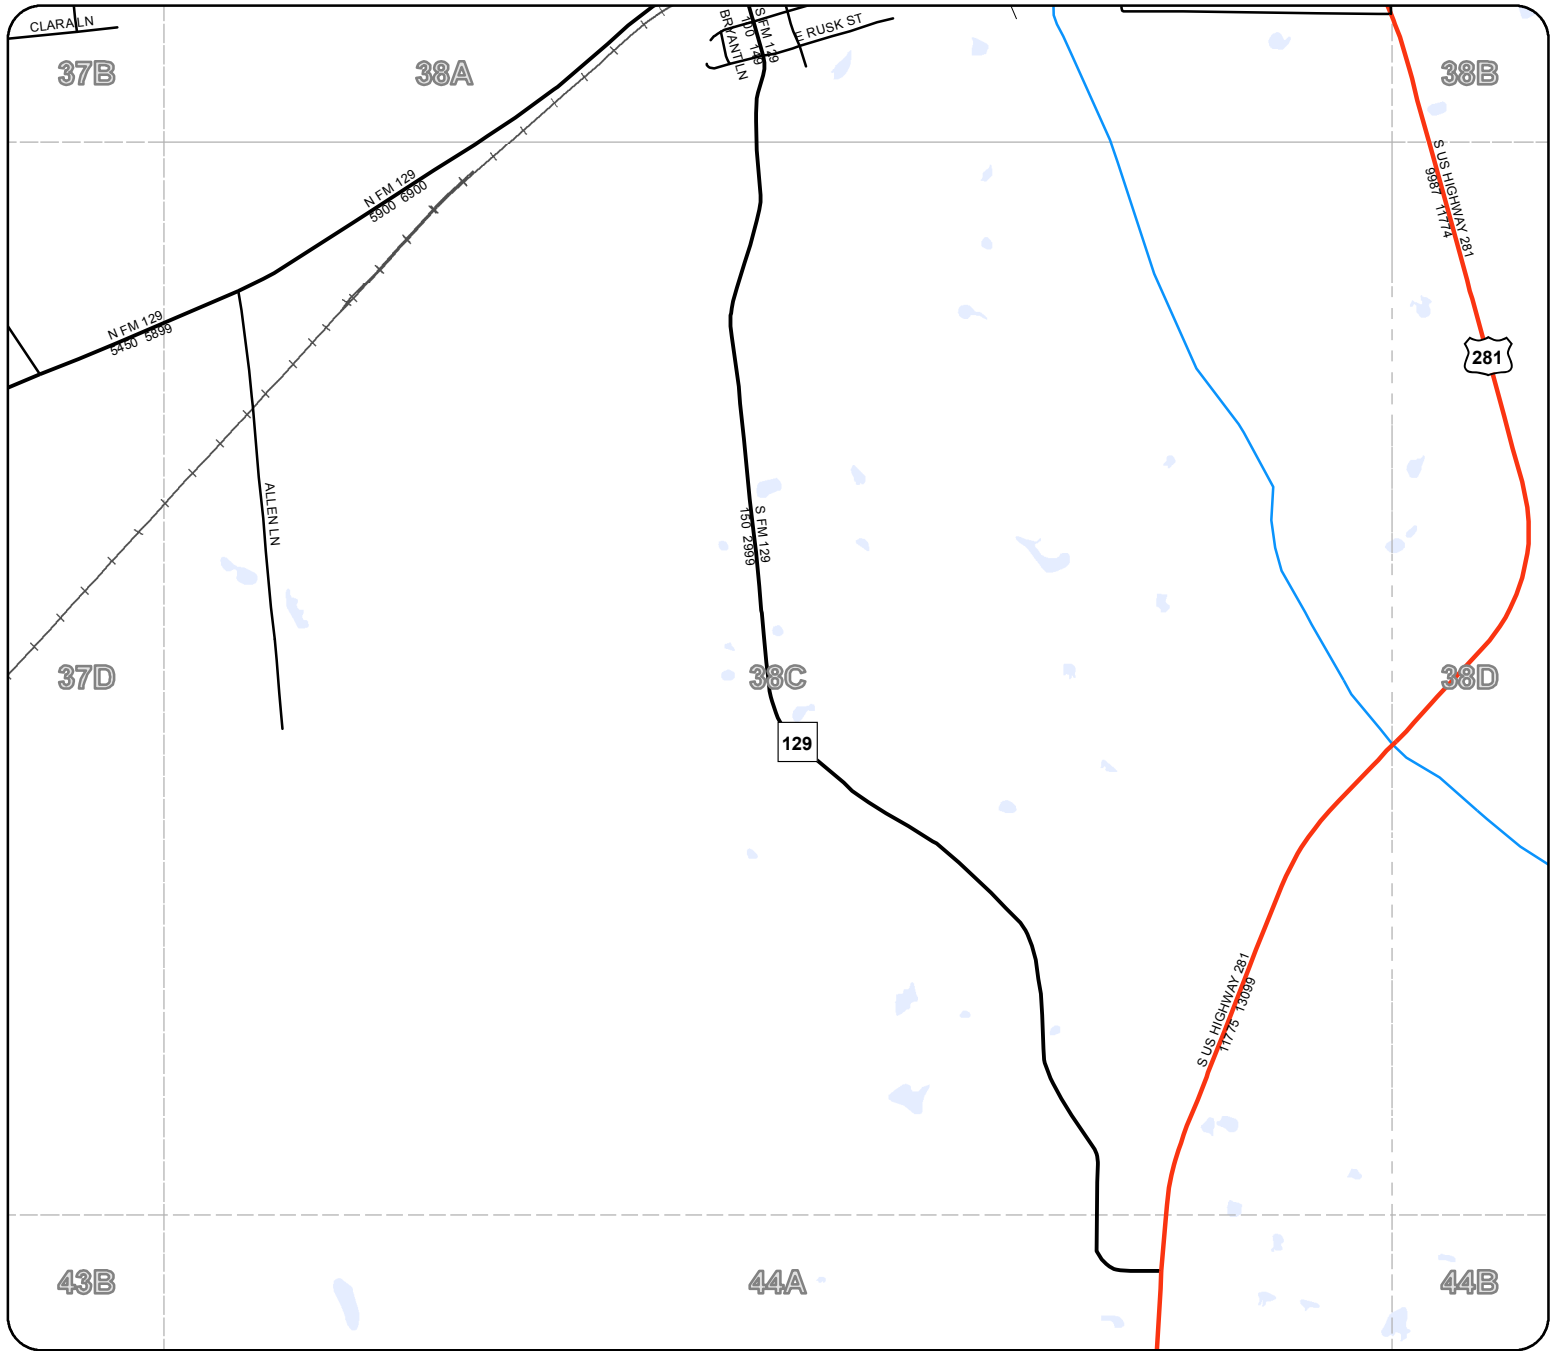 CLARA LN
BRYANT LN
S FM 129
100  149
E RUSK ST
37B
38A
38B
N FM 129
5900  6900
S US HIGHWAY 281
9987  11774
N FM 129
5450  5899
281
ALLEN LN
S FM 129
150  2999
37D
38C
38D
129
S US HIGHWAY 281
11775  13099
43B
44A
44B